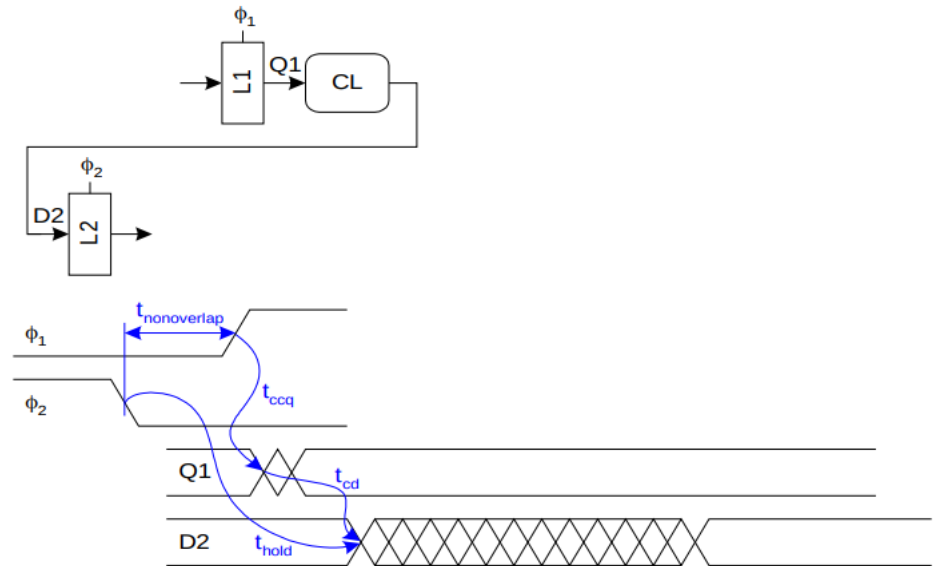 ϕ1
L1
Q1
CL
ϕ2
D2
L2
tnonoverlap
ϕ1
tccq
ϕ2
Q1
tcd
D2
thold